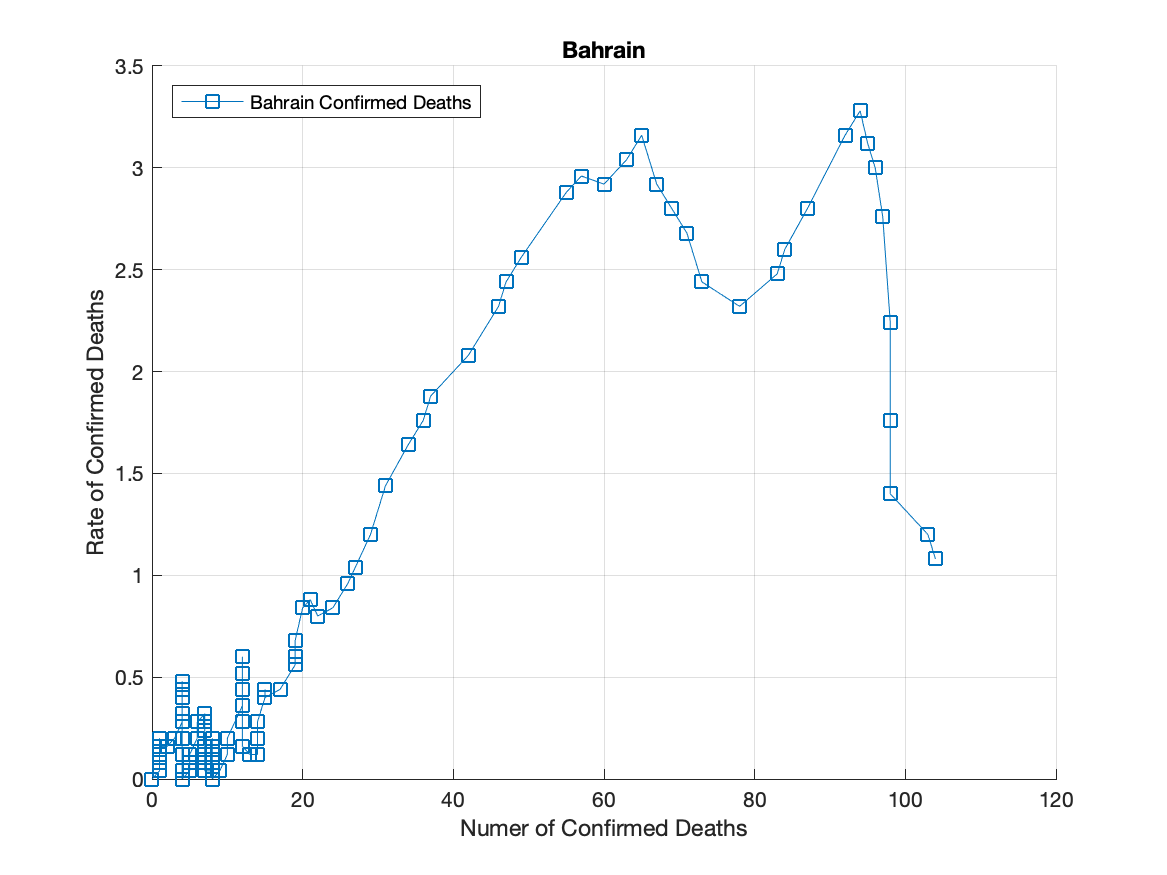 Bahrain
3.5
Bahrain Confirmed Deaths
3
2.5
2
1.5
1
0.5
0
Rate of Confirmed Deaths
0 20 40 60 80 100 120
Numer of Confirmed Deaths